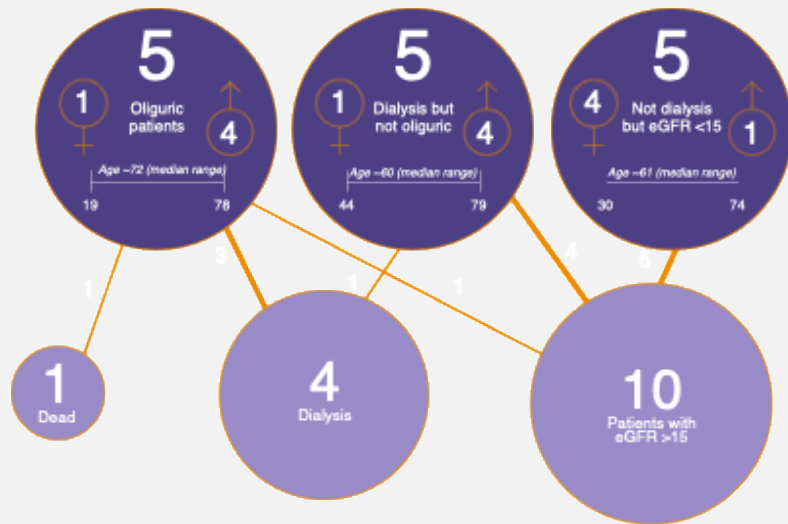 5
1
Oliguric
patients
4
Age ~72 (median range)
19 78
5
1
Dialysis but
not oliguric
4
Age ~60 (median range)
44 79
5
4
Not dialysis
but eGFR <15
1
Age ~61 (median range)
30 74
1
3
1
1
4
5
1
Dead
4
Dialysis
10
Patients with
eGFR >15